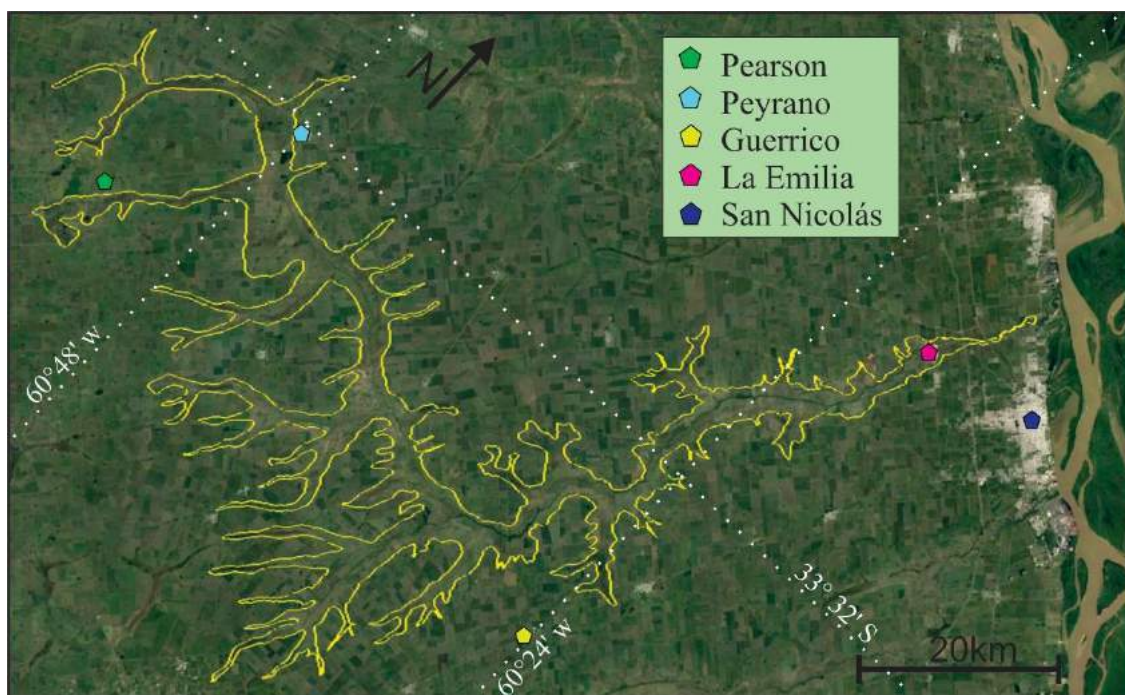 N
Pearson
Peyrano
Guerrico
La Emilia
San Nicolás
60°48' w
60°24' w
33°32' S
20km